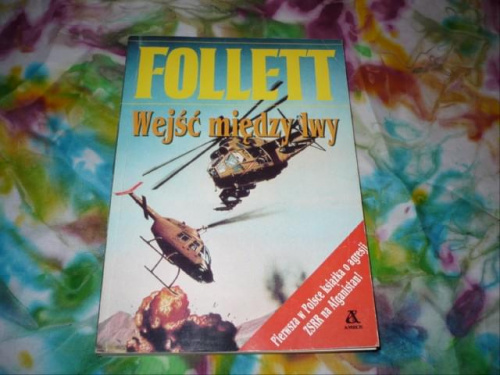 FOLLETT
Wejść między lwy
Pierwsza w Polsce książka o agresji
ZSRR na Afganistan!
AMBER